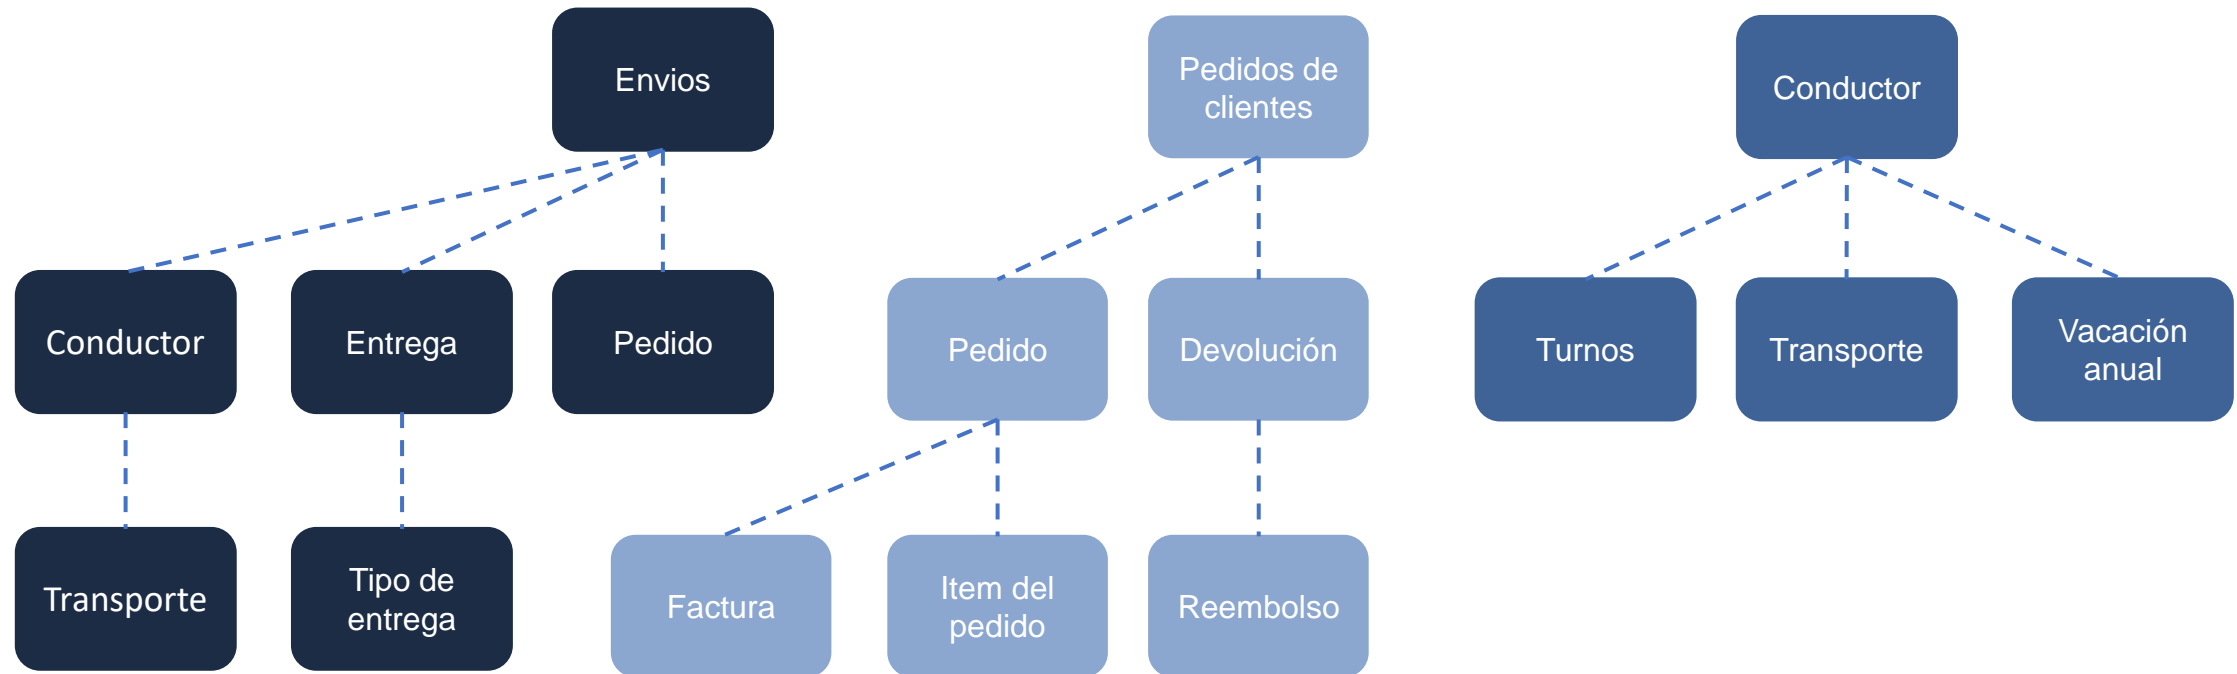 Envios
Pedidos de
clientes
Conductor
Conductor
Entrega
Pedido
Pedido
Devolución
Turnos
Transporte
Vacación
anual
Transporte
Tipo de
entrega
Factura
Item del
pedido
Reembolso